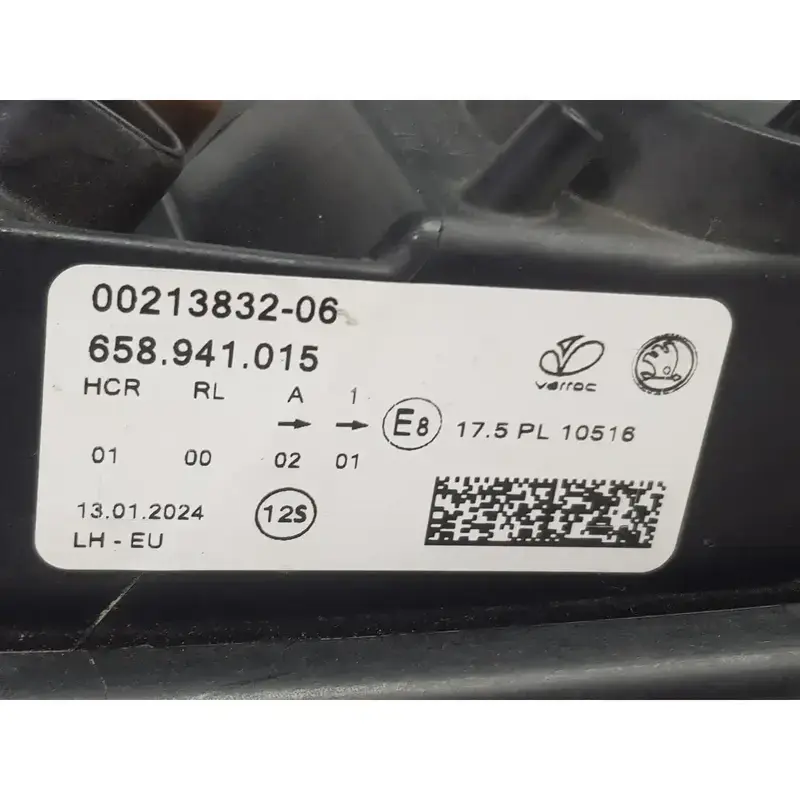 00213832-06
658.941.015
varroc
HCR RL A 1
→ →
E8 17.5 PL 10516
01 00 02 01
13.01.2024 12S
LH - EU